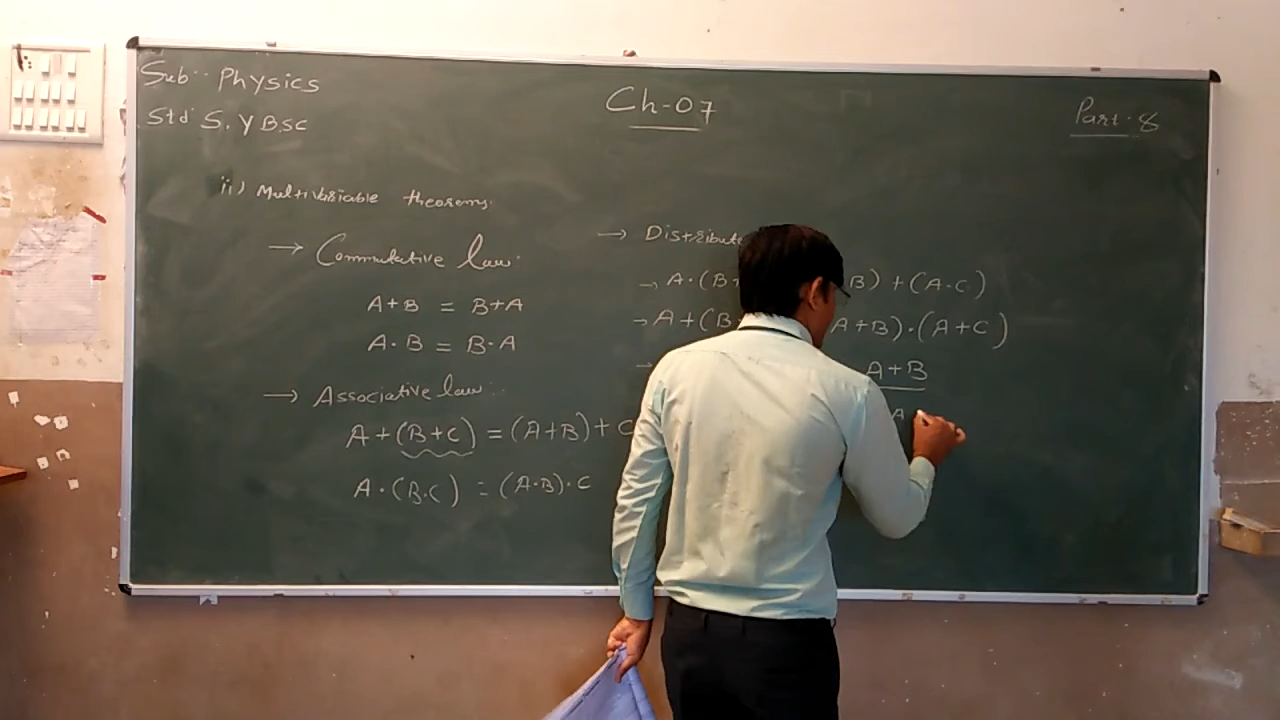 Sub:- Physics
Std S.Y BSC
Ch-07
Part-8
ii) Multivariable theorems.
→ Commutative law.
A+B = B+A
A·B = B·A
→ Associative law:
A+(B+C) = (A+B)+C
A·(B·C) = (A·B)·C
→ Distribute
→ A·(B+ B)+(A·C)
→ A+(B A+B)·(A+C)
→ A+B
A